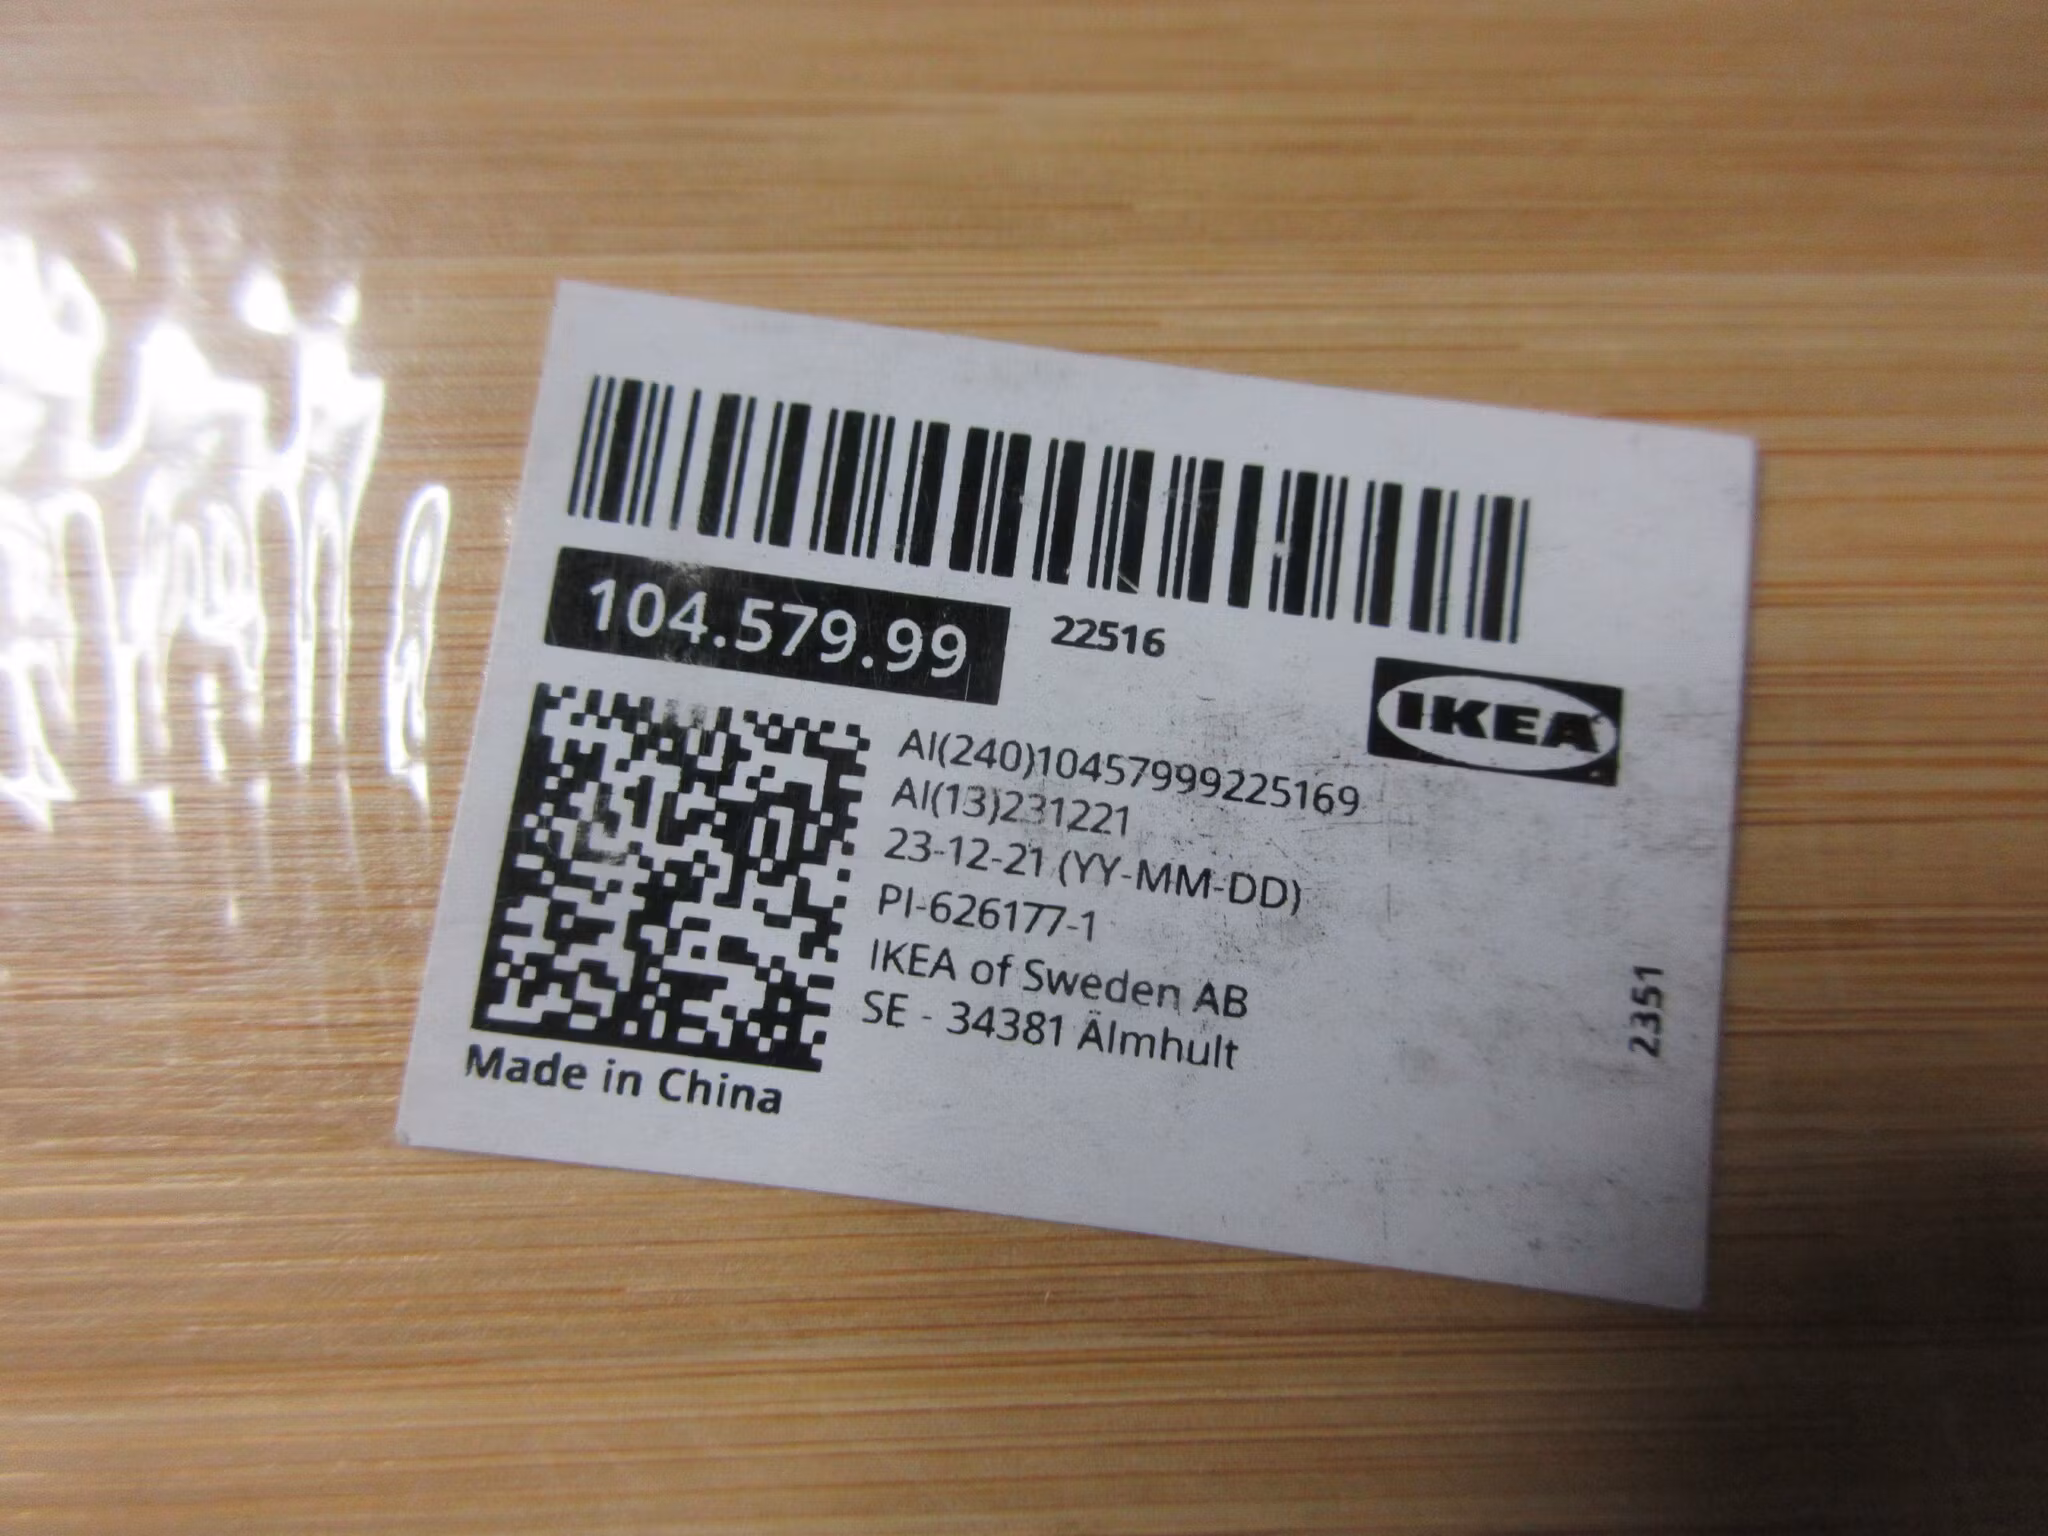 104.579.99
22516
IKEA
AI(240)10457999225169
AI(13)231221
23-12-21 (YY-MM-DD)
PI-626177-1
IKEA of Sweden AB
SE - 34381 Älmhult
Made in China
2351